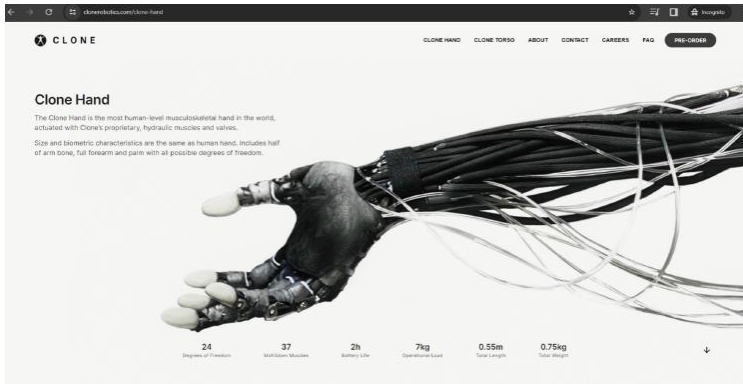 clonerobotics.com/clone-hand
Incognito
CLONE
CLONE HAND CLONE TORSO ABOUT CONTACT CAREERS FAQ PRE-ORDER
Clone Hand
The Clone Hand is the most human-level musculoskeletal hand in the world,
actuated with Clone's proprietary, hydraulic muscles and valves.
Size and biometric characteristics are the same as human hand. Includes half
of arm bone, full forearm and palm with all possible degrees of freedom.
24 37 2h 7kg 0.55m 0.75kg
Degrees of Freedom McKibben Muscles Battery Life Operational Load Total Length Total Weight